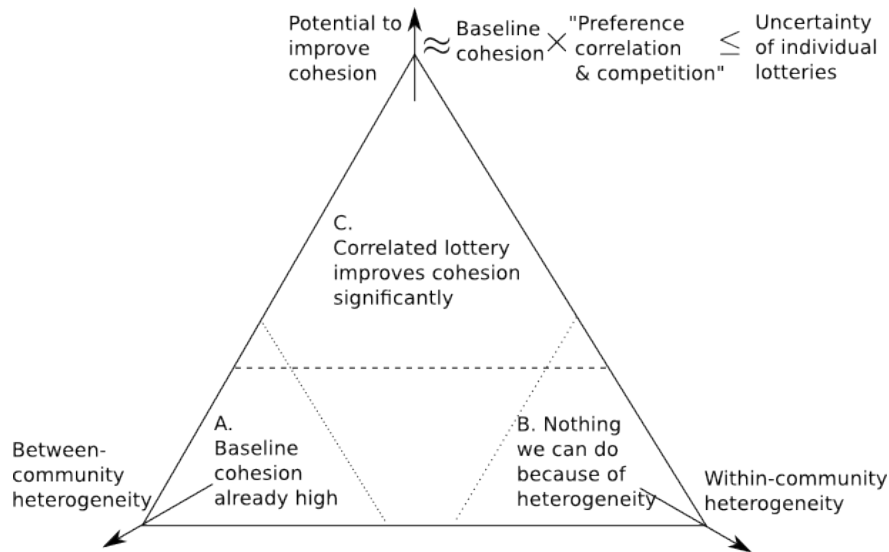 Potential to
improve
cohesion
≈ Baseline
cohesion
× "Preference
correlation
& competition"
≤ Uncertainty
of individual
lotteries
C.
Correlated lottery
improves cohesion
significantly
A.
Baseline
cohesion
already high
B. Nothing
we can do
because of
heterogeneity
Between-
community
heterogeneity
Within-community
heterogeneity